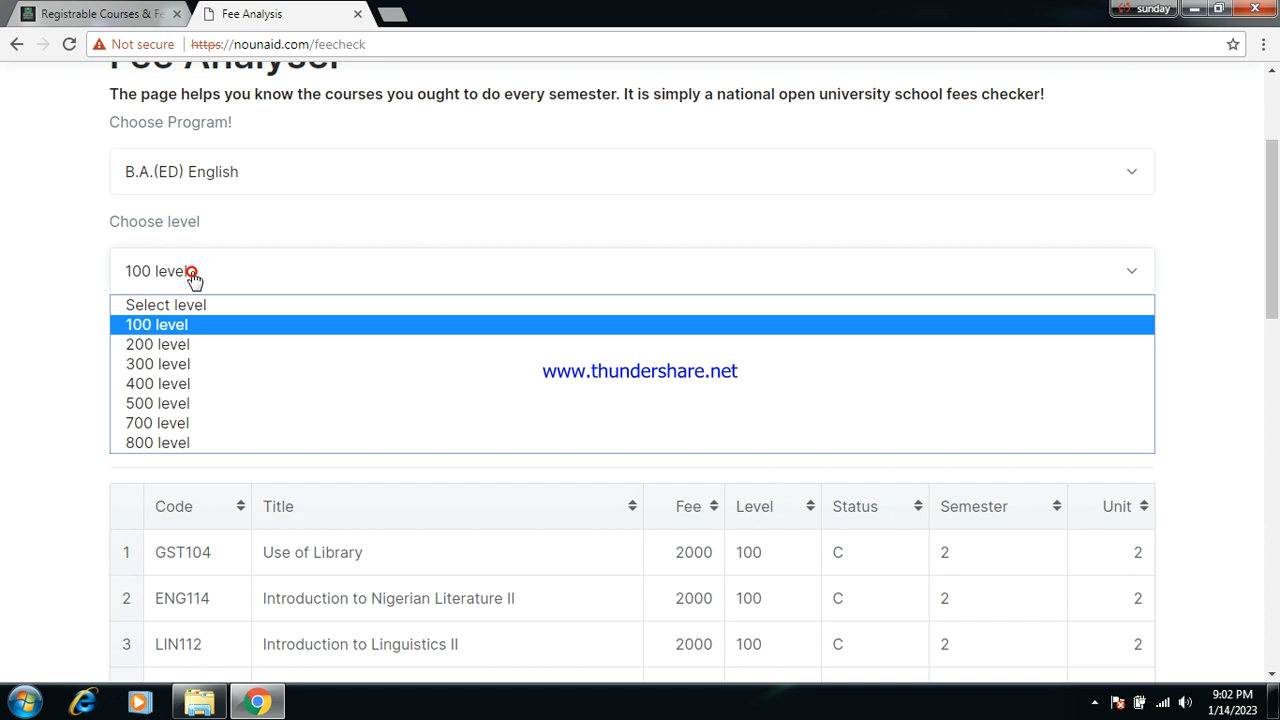 Registrable Courses & Fe
Fee Analysis
sunday
Not secure
https://nounaid.com/feecheck
The page helps you know the courses you ought to do every semester. It is simply a national open university school fees checker!
Choose Program!
B.A.(ED) English
Choose level
100 level
Select level
100 level
200 level
300 level
400 level
500 level
700 level
800 level
www.thundershare.net
Code Title Fee Level Status Semester Unit
1 GST104 Use of Library 2000 100 C 2 2
2 ENG114 Introduction to Nigerian Literature II 2000 100 C 2 2
3 LIN112 Introduction to Linguistics II 2000 100 C 2 2
9:02 PM
1/14/2023